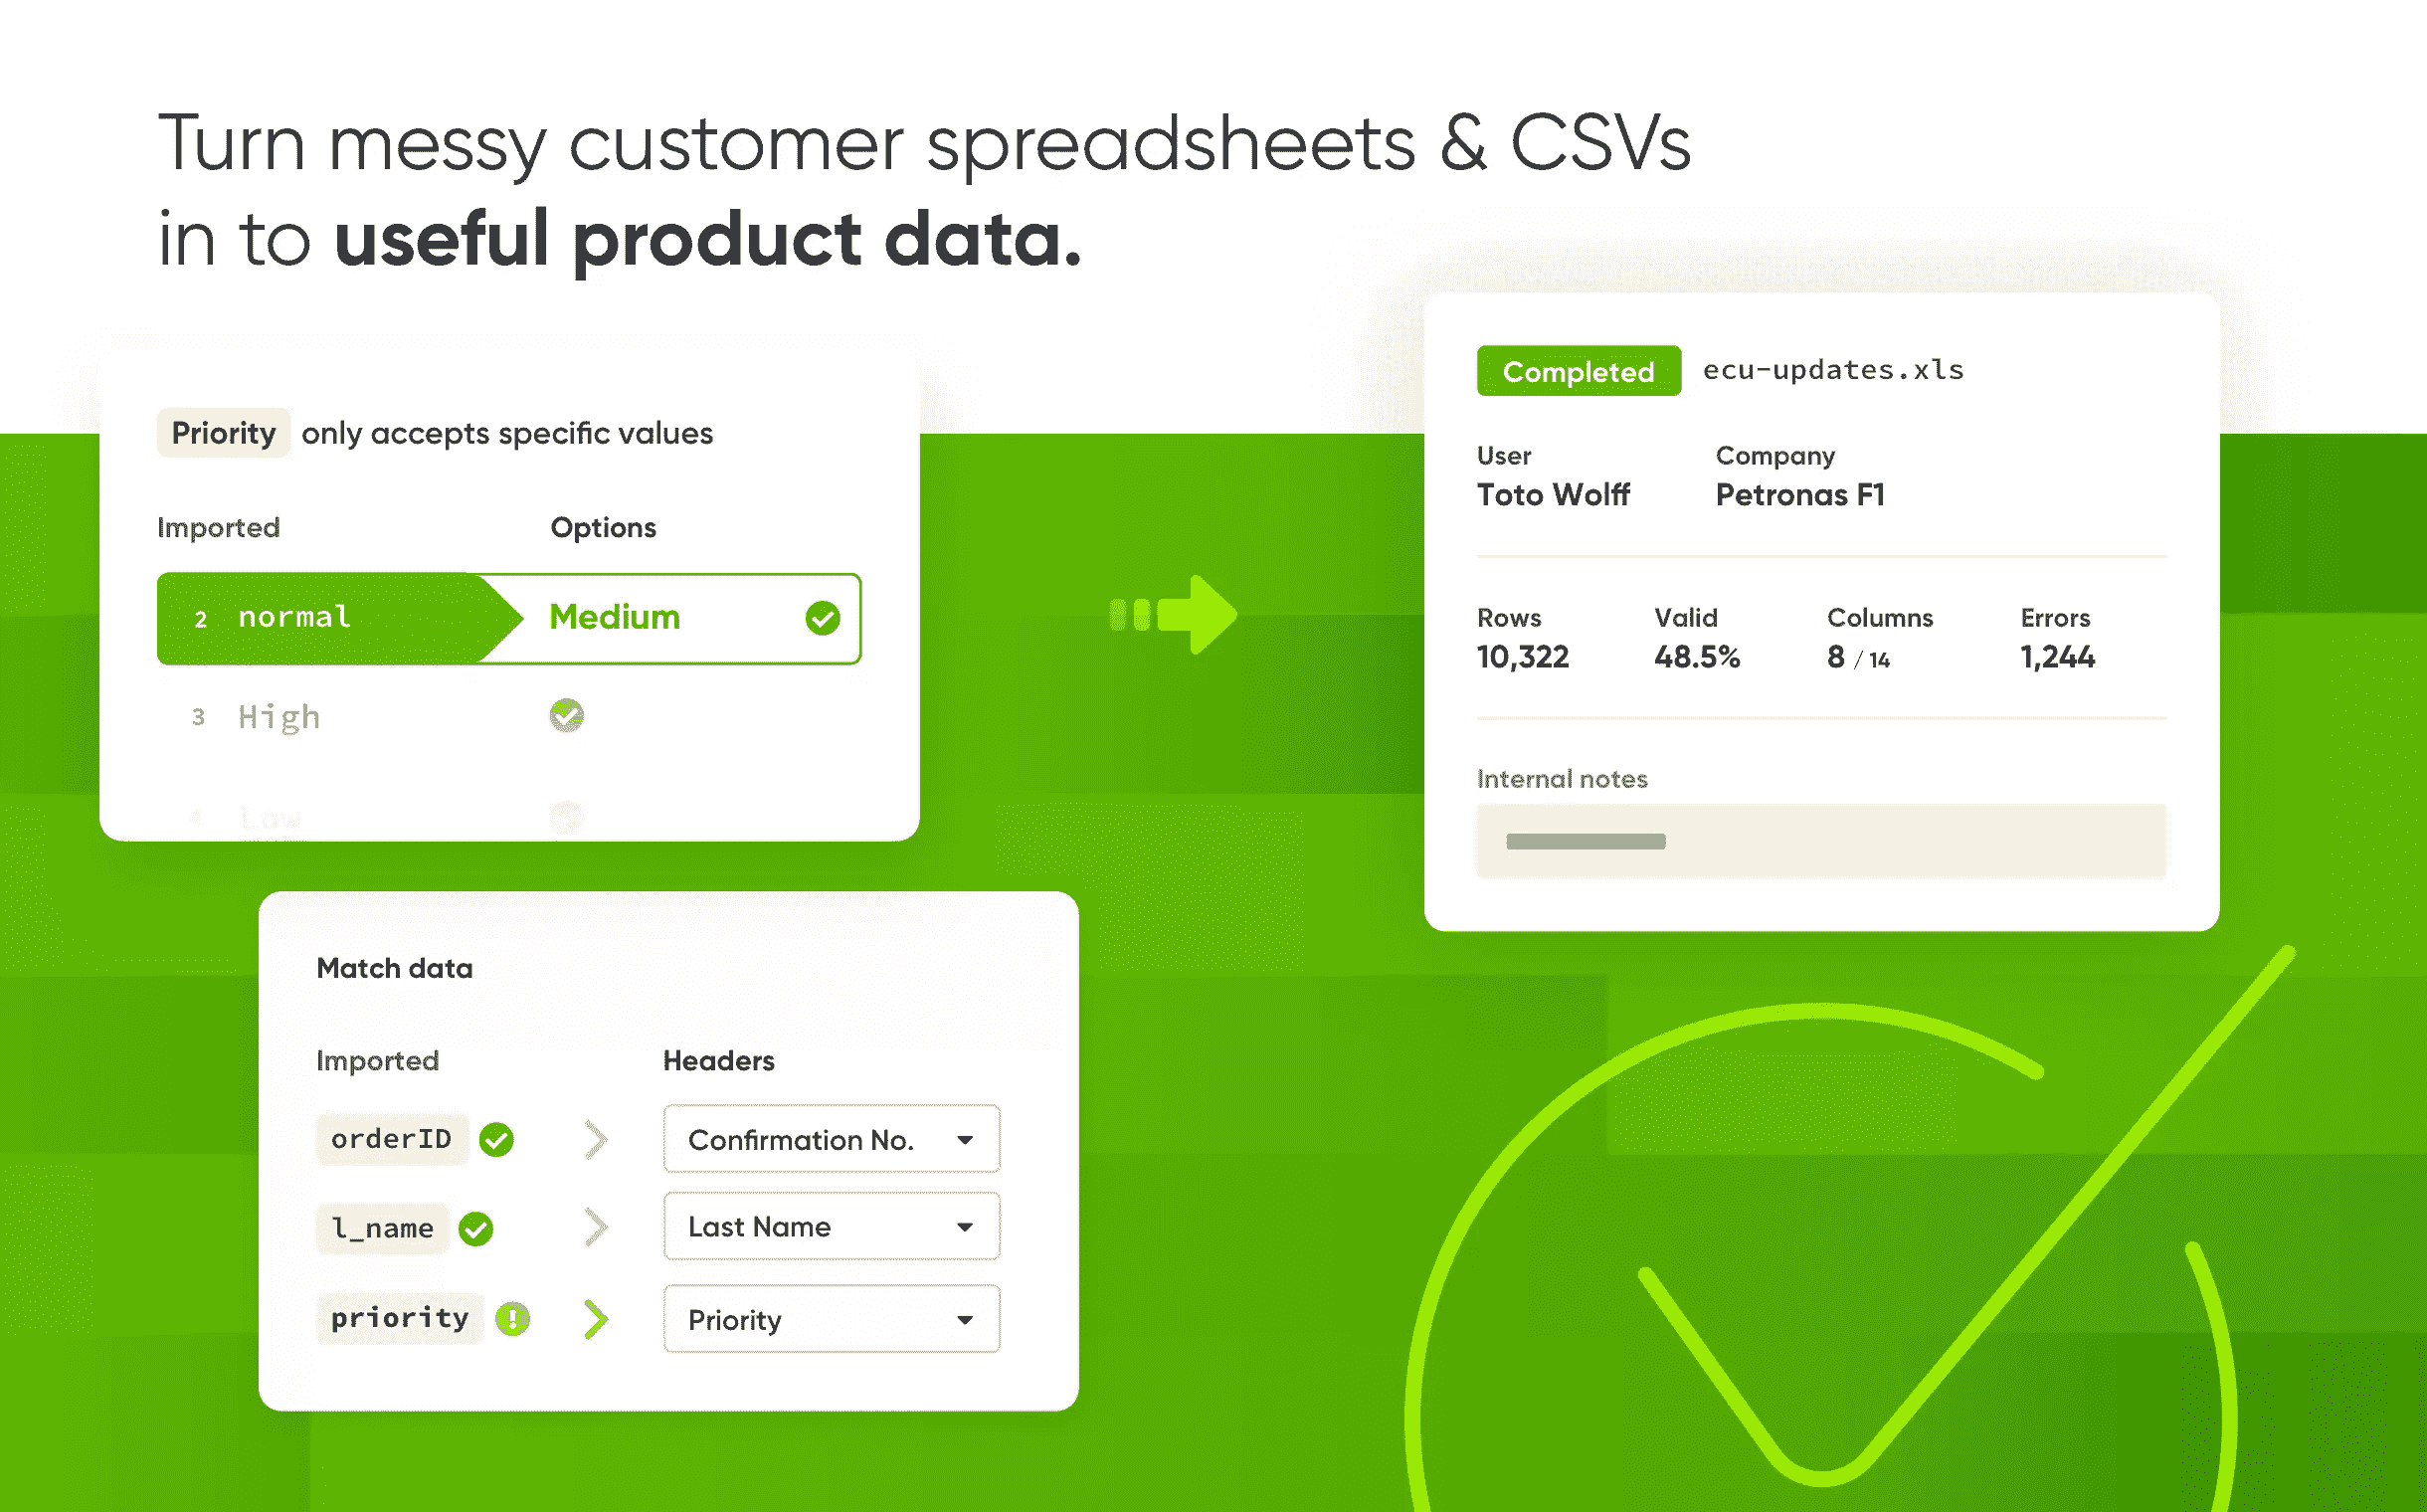 Turn messy customer spreadsheets & CSVs
in to useful product data.
Priority only accepts specific values
Imported Options
2 normal Medium
3 High
4 Low
Match data
Imported Headers
orderID Confirmation No.
l_name Last Name
priority Priority
Completed ecu-updates.xls
User Company
Toto Wolff Petronas F1
Rows Valid Columns Errors
10,322 48.5% 8 / 14 1,244
Internal notes